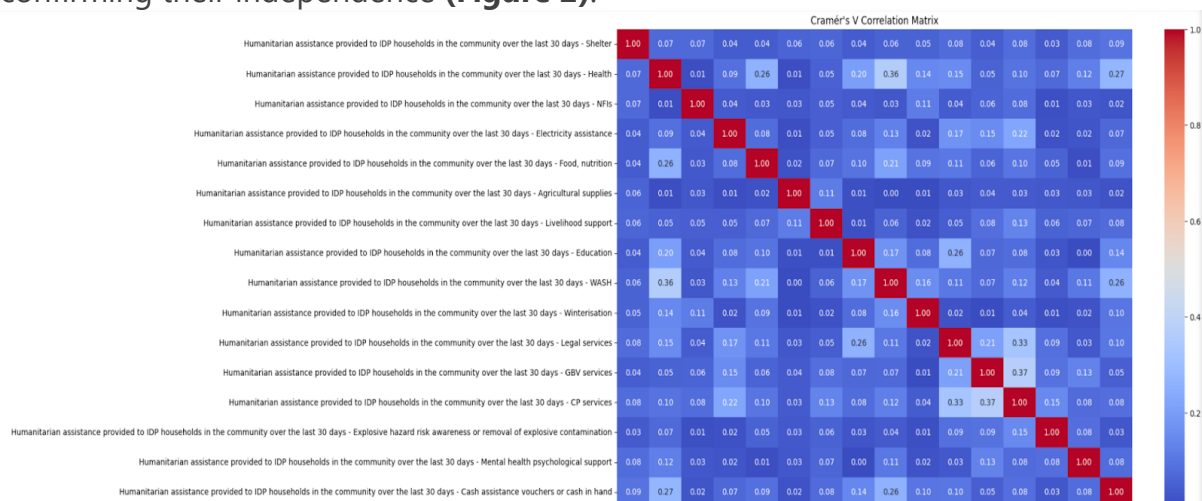 confirming their independence (Figure 2).
Cramér's V Correlation Matrix
Humanitarian assistance provided to IDP households in the community over the last 30 days - Shelter 1.00 0.07 0.07 0.04 0.04 0.06 0.06 0.04 0.06 0.05 0.08 0.04 0.08 0.03 0.08 0.09
Humanitarian assistance provided to IDP households in the community over the last 30 days - Health 0.07 1.00 0.01 0.09 0.26 0.01 0.05 0.20 0.36 0.14 0.15 0.05 0.10 0.07 0.12 0.27
Humanitarian assistance provided to IDP households in the community over the last 30 days - NFIs 0.07 0.01 1.00 0.04 0.03 0.03 0.05 0.04 0.03 0.11 0.04 0.06 0.08 0.01 0.03 0.02
Humanitarian assistance provided to IDP households in the community over the last 30 days - Electricity assistance 0.04 0.09 0.04 1.00 0.08 0.01 0.05 0.08 0.13 0.02 0.17 0.15 0.22 0.02 0.02 0.07
Humanitarian assistance provided to IDP households in the community over the last 30 days - Food, nutrition 0.04 0.26 0.03 0.08 1.00 0.02 0.07 0.10 0.21 0.09 0.11 0.06 0.10 0.05 0.01 0.09
Humanitarian assistance provided to IDP households in the community over the last 30 days - Agricultural supplies 0.06 0.01 0.03 0.01 0.02 1.00 0.11 0.01 0.00 0.01 0.03 0.04 0.03 0.03 0.03 0.02
Humanitarian assistance provided to IDP households in the community over the last 30 days - Livelihood support 0.06 0.05 0.05 0.05 0.07 0.11 1.00 0.01 0.06 0.02 0.05 0.08 0.13 0.06 0.07 0.08
Humanitarian assistance provided to IDP households in the community over the last 30 days - Education 0.04 0.20 0.04 0.08 0.10 0.01 0.01 1.00 0.17 0.08 0.26 0.07 0.08 0.03 0.00 0.14
Humanitarian assistance provided to IDP households in the community over the last 30 days - WASH 0.06 0.36 0.03 0.13 0.21 0.00 0.06 0.17 1.00 0.16 0.11 0.07 0.12 0.04 0.11 0.26
Humanitarian assistance provided to IDP households in the community over the last 30 days - Winterisation 0.05 0.14 0.11 0.02 0.09 0.01 0.02 0.08 0.16 1.00 0.02 0.01 0.04 0.01 0.02 0.10
Humanitarian assistance provided to IDP households in the community over the last 30 days - Legal services 0.08 0.15 0.04 0.17 0.11 0.03 0.05 0.26 0.11 0.02 1.00 0.21 0.33 0.09 0.03 0.10
Humanitarian assistance provided to IDP households in the community over the last 30 days - GBV services 0.04 0.05 0.06 0.15 0.06 0.04 0.08 0.07 0.07 0.01 0.21 1.00 0.37 0.09 0.13 0.05
Humanitarian assistance provided to IDP households in the community over the last 30 days - CP services 0.08 0.10 0.08 0.22 0.10 0.03 0.13 0.08 0.12 0.04 0.33 0.37 1.00 0.15 0.08 0.08
Humanitarian assistance provided to IDP households in the community over the last 30 days - Explosive hazard risk awareness or removal of explosive contamination 0.03 0.07 0.01 0.02 0.05 0.03 0.06 0.03 0.04 0.01 0.09 0.09 0.15 1.00 0.08 0.03
Humanitarian assistance provided to IDP households in the community over the last 30 days - Mental health psychological support 0.08 0.12 0.03 0.02 0.01 0.03 0.07 0.00 0.11 0.02 0.03 0.13 0.08 0.08 1.00 0.08
Humanitarian assistance provided to IDP households in the community over the last 30 days - Cash assistance vouchers or cash in hand 0.09 0.27 0.02 0.07 0.09 0.02 0.08 0.14 0.26 0.10 0.10 0.05 0.08 0.03 0.08 1.00
1.0
0.8
0.6
0.4
0.2